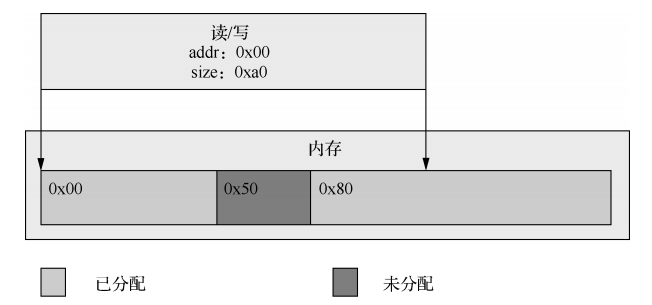 读/写
addr：0x00
size：0xa0
内存
0x00 0x50 0x80
已分配 未分配